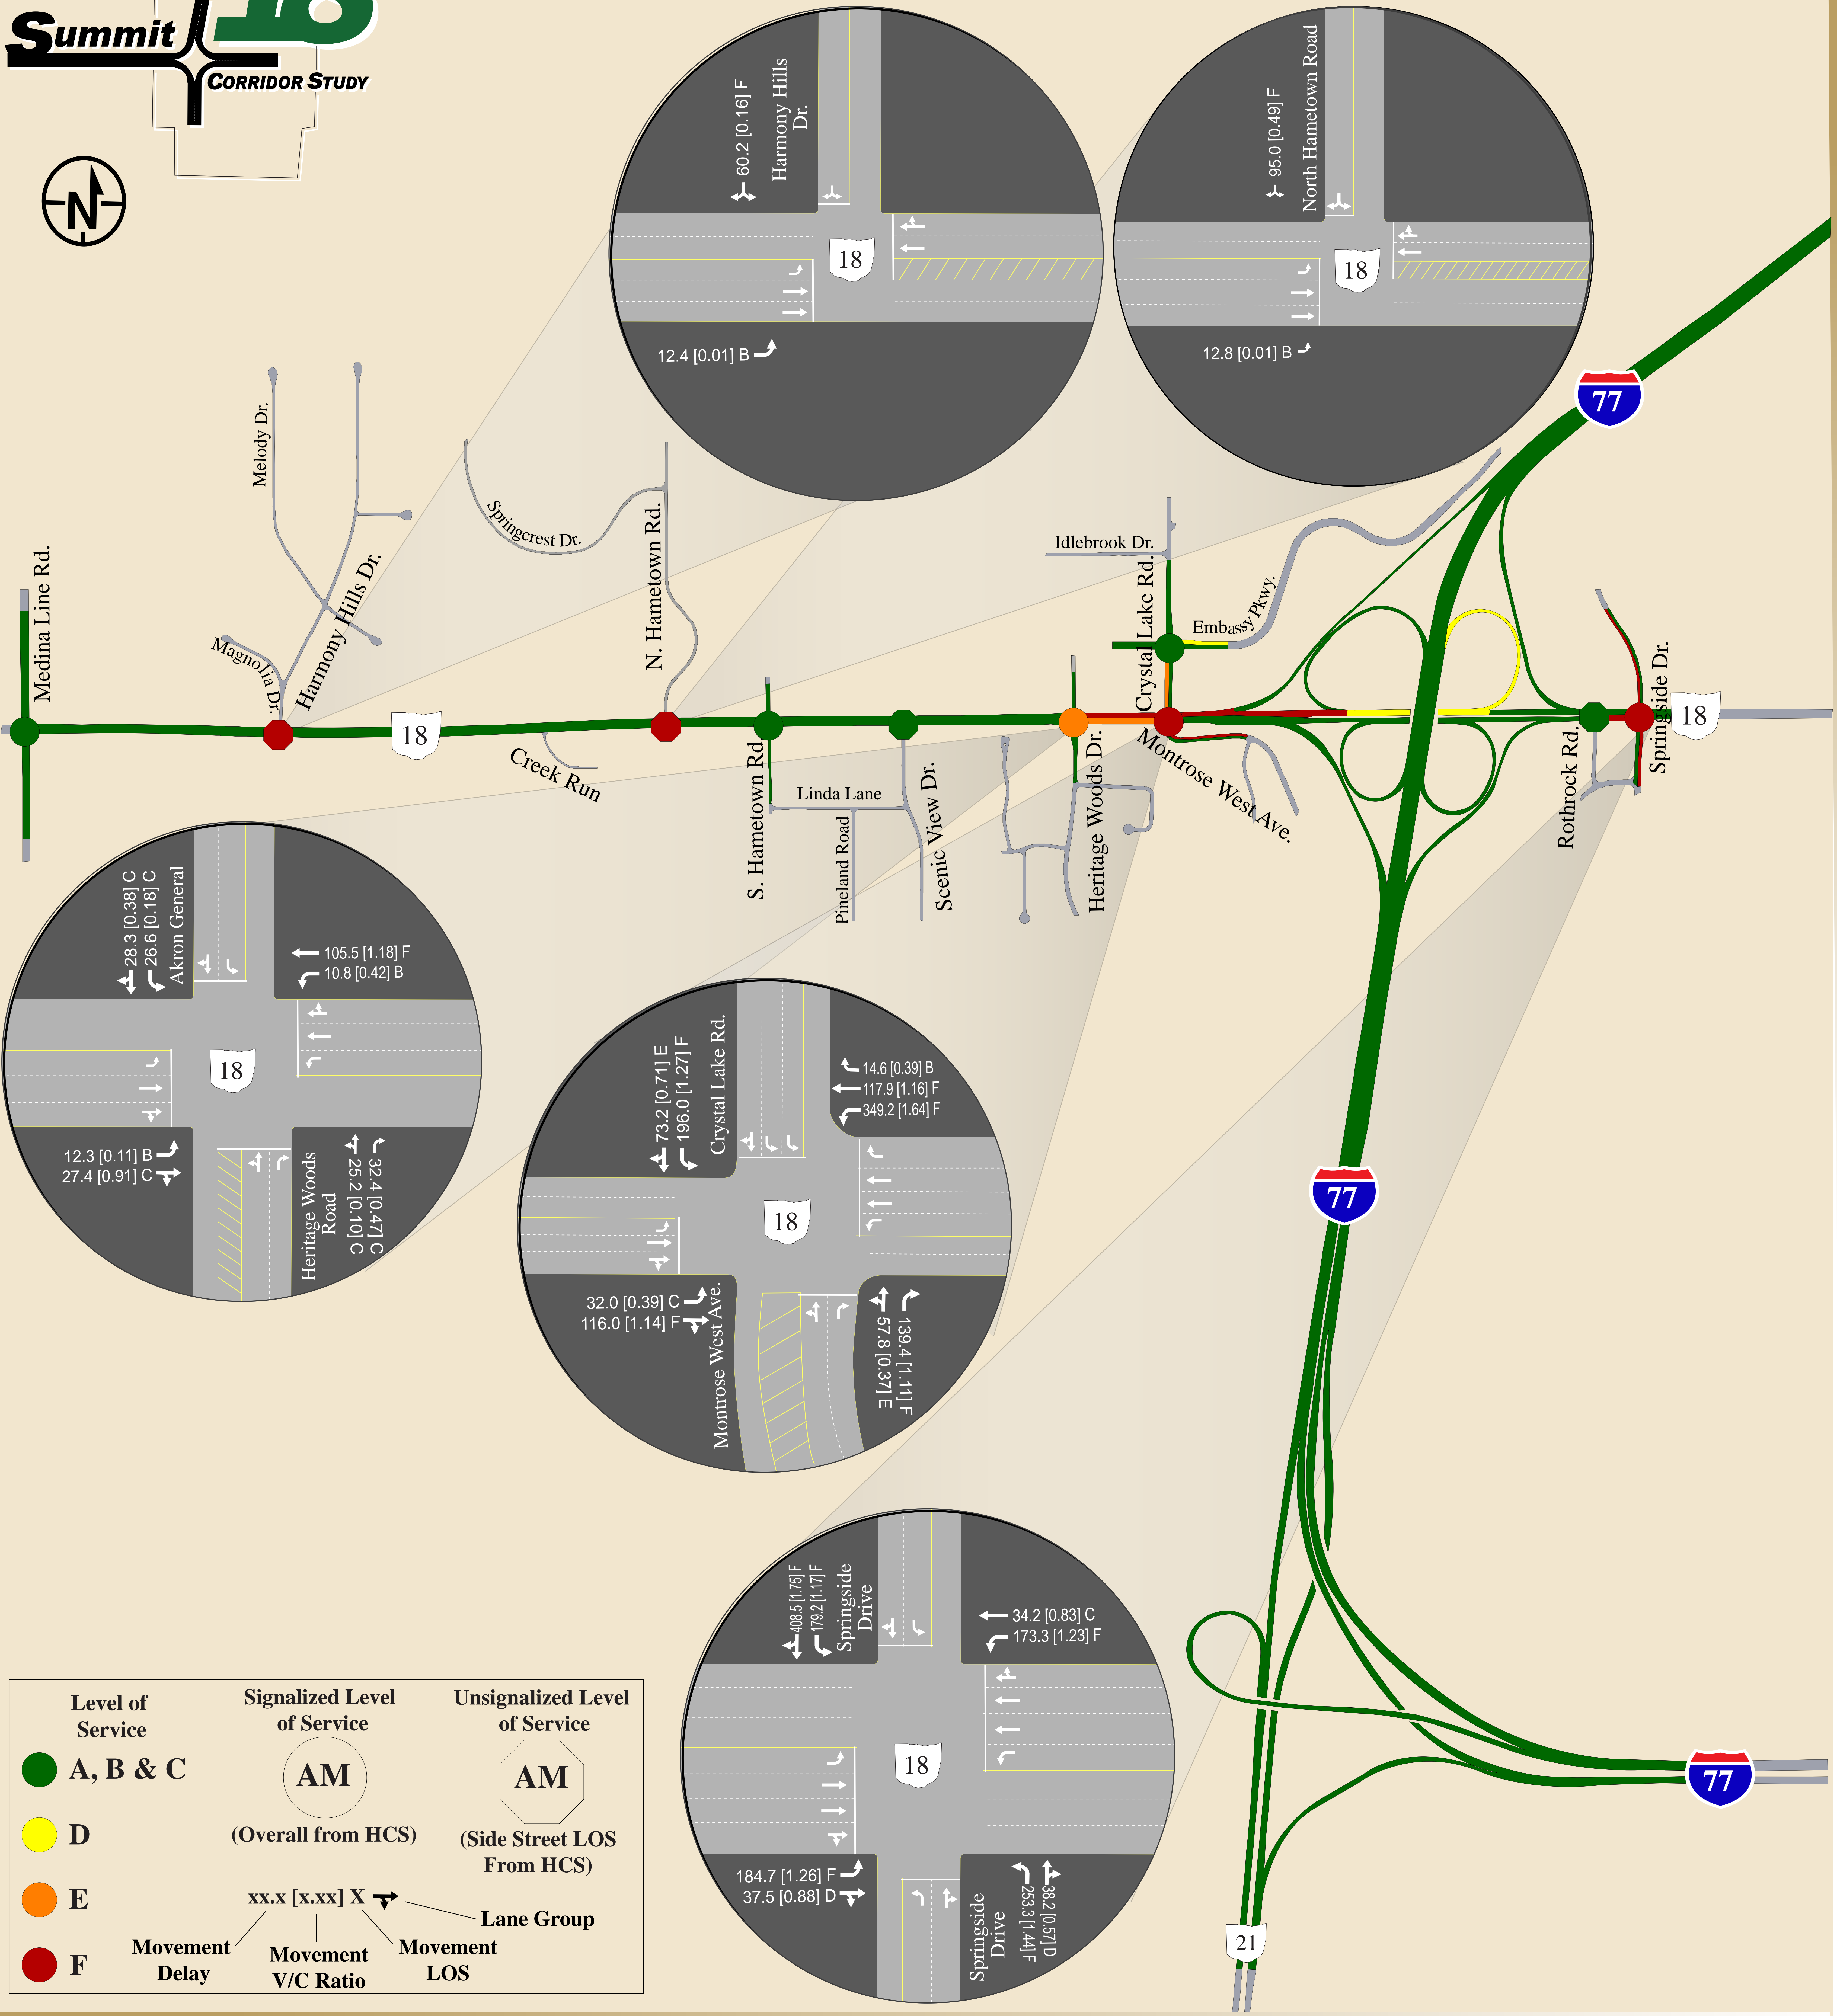 18
Summit
CORRIDOR STUDY
N
60.2 [0.16] F
Harmony Hills
Dr.
18
12.4 [0.01] B
95.0 [0.49] F
North Hametown Road
18
12.8 [0.01] B
77
Melody Dr.
Magnolia Dr.
Harmony Hills Dr.
Springcrest Dr.
N. Hametown Rd.
Medina Line Rd.
18
Creek Run
S. Hametown Rd
Linda Lane
Pineland Road
Scenic View Dr.
Heritage Woods Dr.
Idlebrook Dr.
Crystal Lake Rd.
Embassy Pkwy.
Montrose West Ave.
Rothrock Rd.
Springside Dr.
18
28.3 [0.38] C
26.6 [0.18] C
Akron General
105.5 [1.18] F
10.8 [0.42] B
18
12.3 [0.11] B
27.4 [0.91] C
Heritage Woods
Road
25.2 [0.10] C
32.4 [0.47] C
73.2 [0.71] E
196.0 [1.27] F
Crystal Lake Rd.
14.6 [0.39] B
117.9 [1.16] F
349.2 [1.64] F
18
32.0 [0.39] C
116.0 [1.14] F
Montrose West Ave.
57.8 [0.37] E
139.4 [1.11] F
77
408.5 [1.75] F
179.2 [1.17] F
Springside
Drive
34.2 [0.83] C
173.3 [1.23] F
18
184.7 [1.26] F
37.5 [0.88] D
Springside
Drive
253.3 [1.44] F
38.2 [0.57] D
77
21
Level of
Service
A, B & C
D
E
F
Signalized Level
of Service
AM
(Overall from HCS)
Unsignalized Level
of Service
AM
(Side Street LOS
From HCS)
xx.x [x.xx] X
Lane Group
Movement
Delay
Movement
V/C Ratio
Movement
LOS